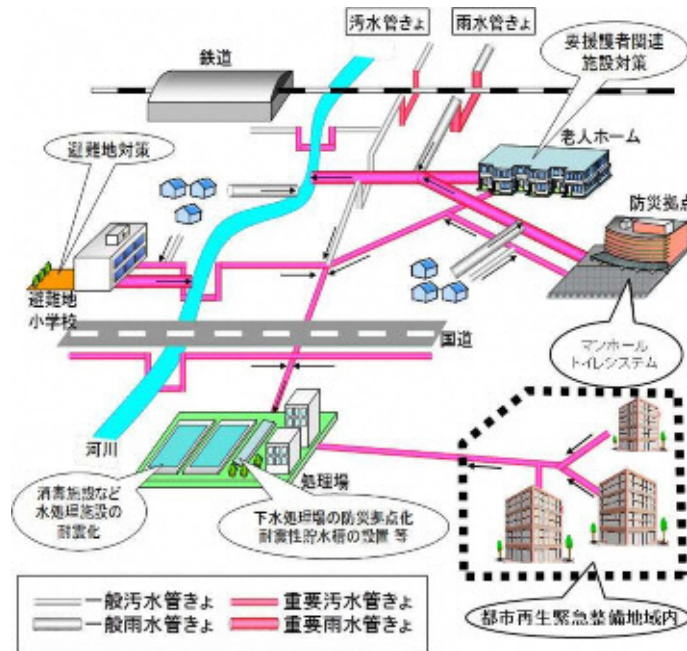 汚水管きょ
雨水管きょ
要援護者関連
施設対策
鉄道
老人ホーム
避難地対策
防災拠点
避難地
小学校
国道
マンホール
トイレシステム
河川
処理場
消毒施設など
水処理施設の
耐震化
下水処理場の防災拠点化
耐震性貯水槽の設置 等
一般汚水管きょ
重要汚水管きょ
一般雨水管きょ
重要雨水管きょ
都市再生緊急整備地域内